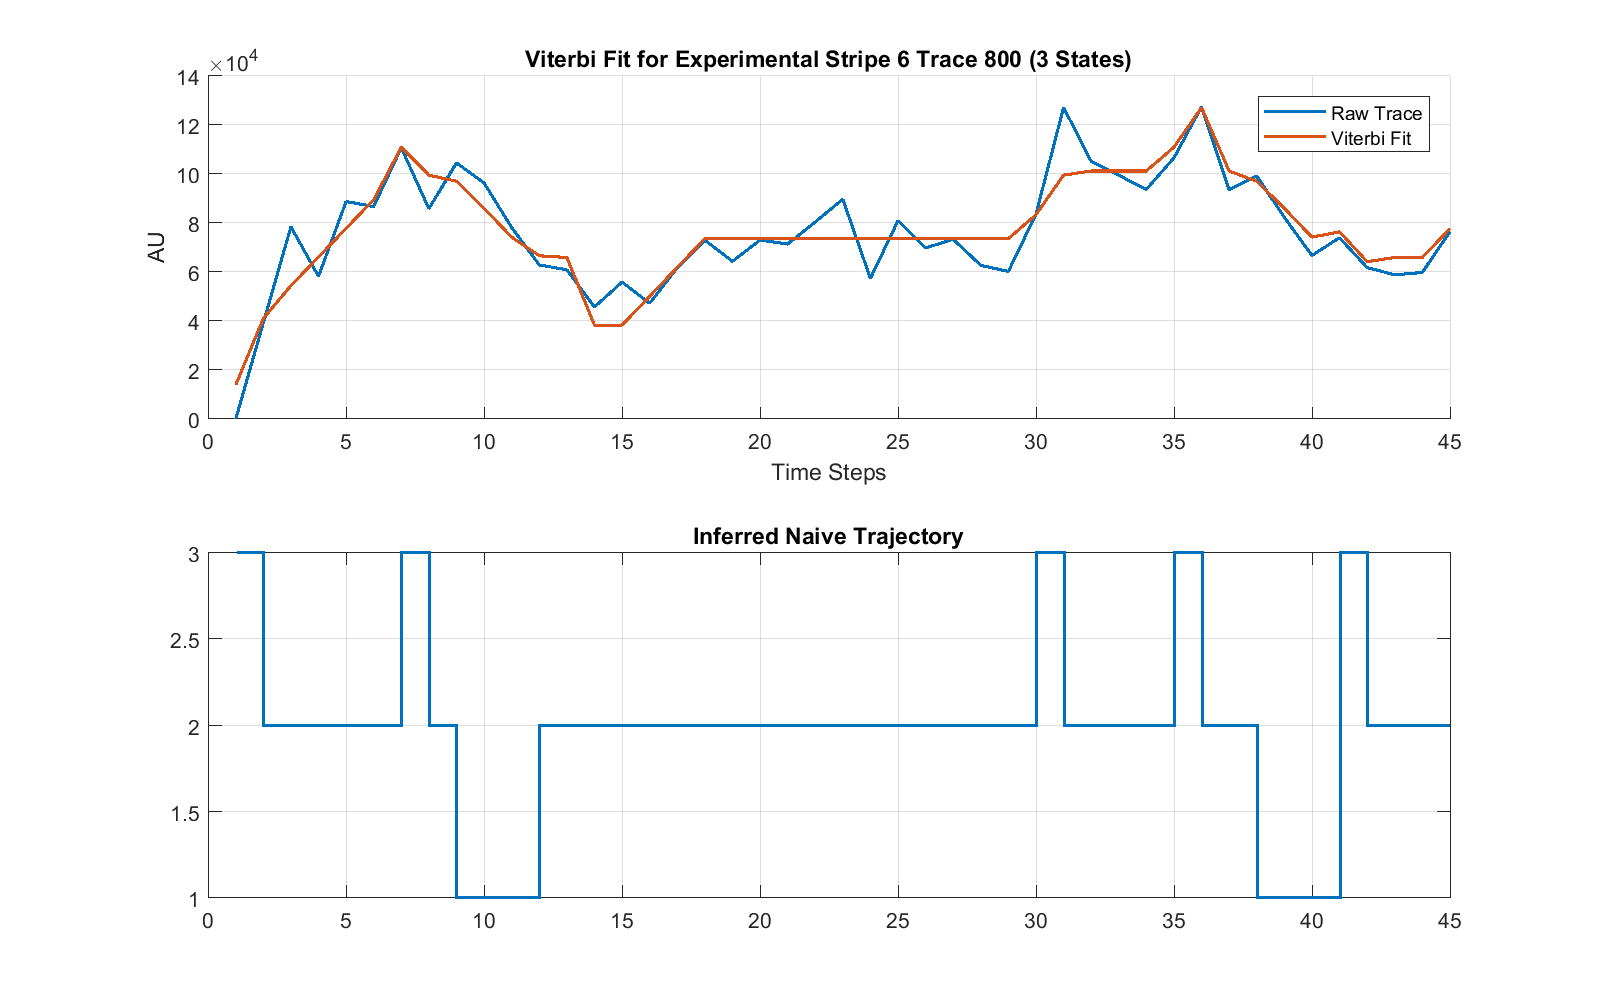 Viterbi Fit for Experimental Stripe 6 Trace 800 (3 States)
×10^4
14
12
10
8
6
4
2
0
AU
Raw Trace
Viterbi Fit
0 5 10 15 20 25 30 35 40 45
Time Steps
Inferred Naive Trajectory
3
2.5
2
1.5
1
0 5 10 15 20 25 30 35 40 45